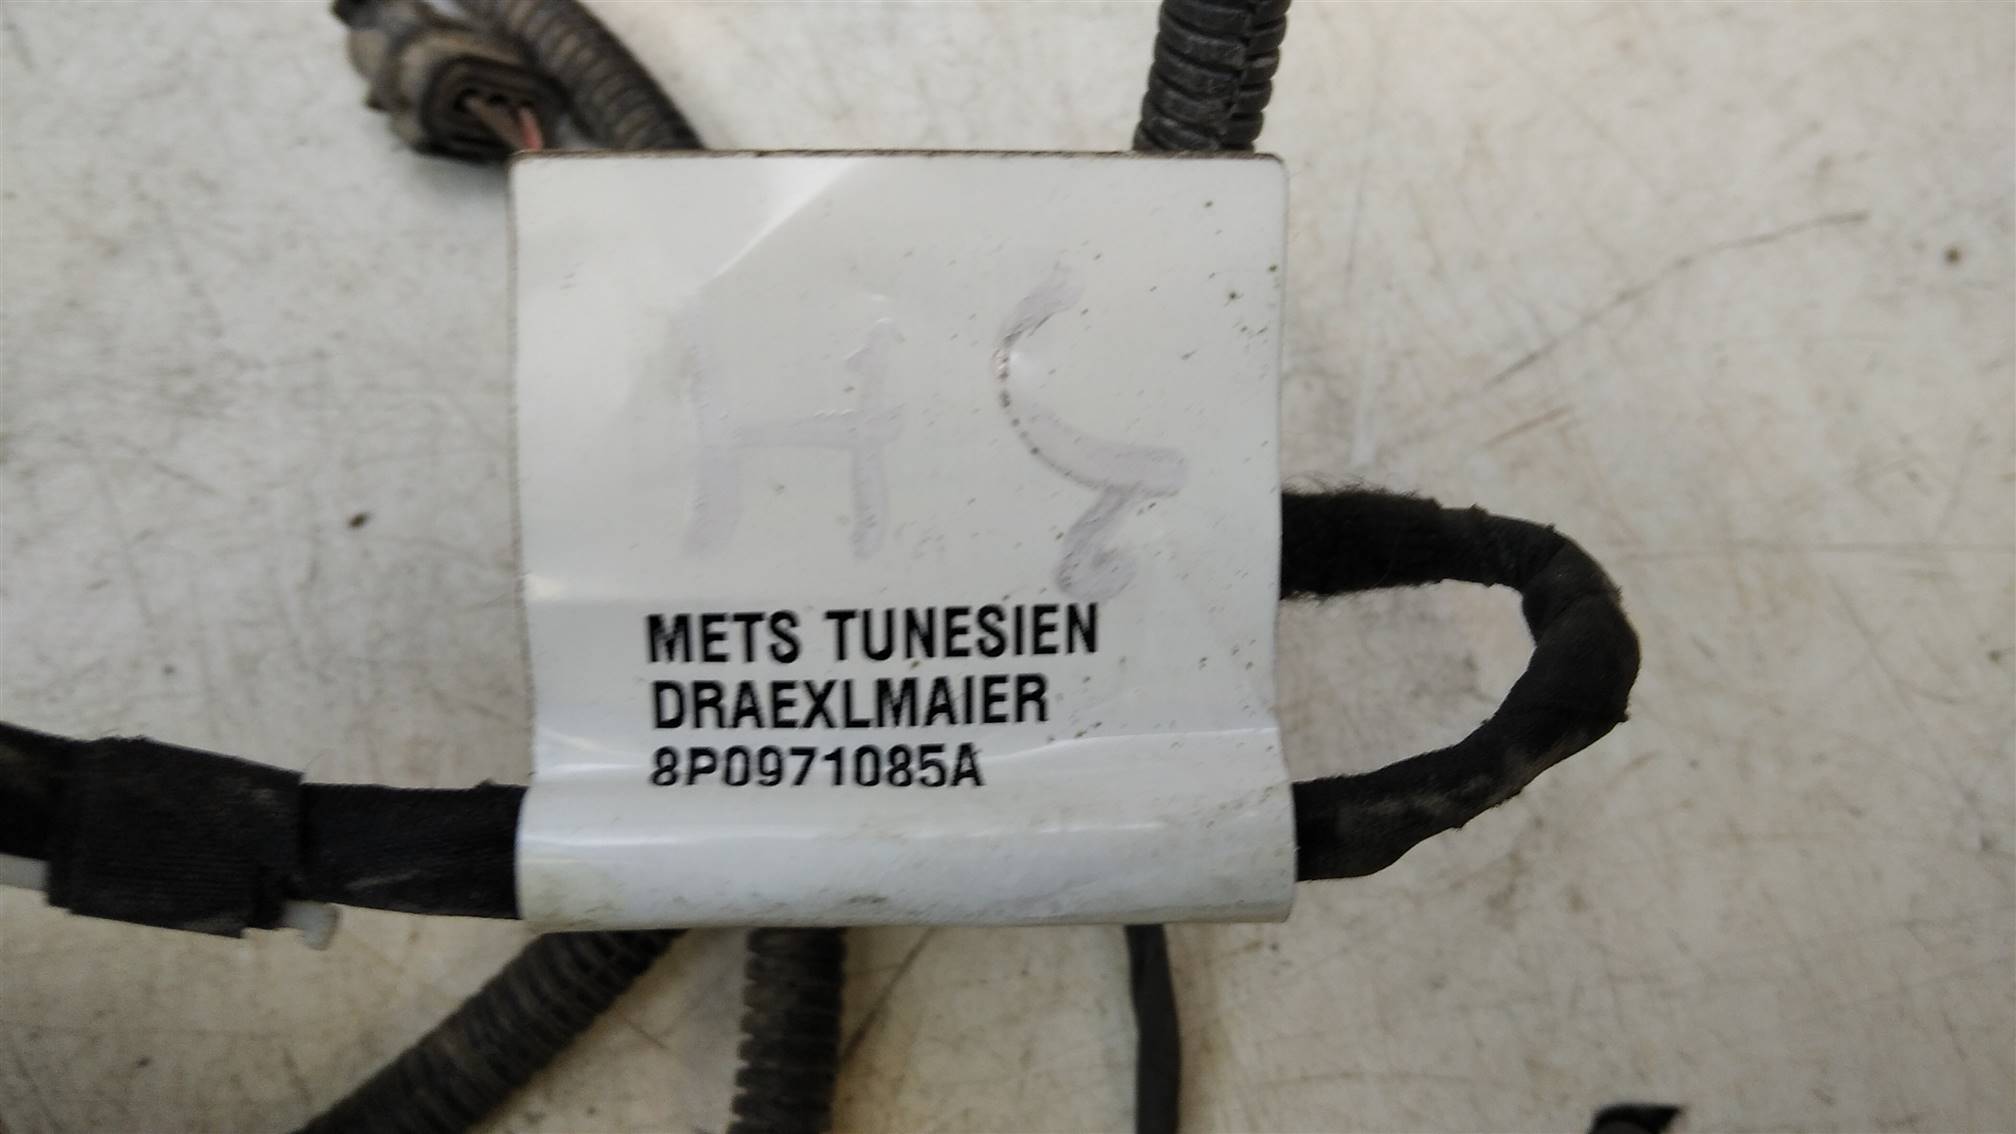 METS TUNESIEN
DRAEXLMAIER
8P0971085A